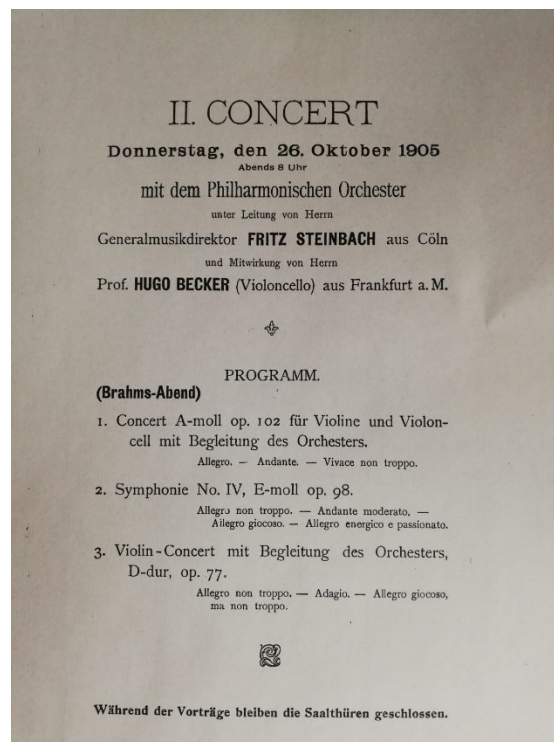 II. CONCERT
Donnerstag, den 26. Oktober 1905
Abends 8 Uhr
mit dem Philharmonischen Orchester
unter Leitung von Herrn
Generalmusikdirektor FRITZ STEINBACH aus Cöln
und Mitwirkung von Herrn
Prof. HUGO BECKER (Violoncello) aus Frankfurt a. M.
PROGRAMM.
(Brahms-Abend)
1. Concert A-moll op. 102 für Violine und Violon-
cell mit Begleitung des Orchesters.
Allegro. — Andante. — Vivace non troppo.
2. Symphonie No. IV, E-moll op. 98.
Allegro non troppo. — Andante moderato. —
Allegro giocoso. — Allegro energico e passionato.
3. Violin-Concert mit Begleitung des Orchesters,
D-dur, op. 77.
Allegro non troppo. — Adagio. — Allegro giocoso,
ma non troppo.
Während der Vorträge bleiben die Saalthüren geschlossen.